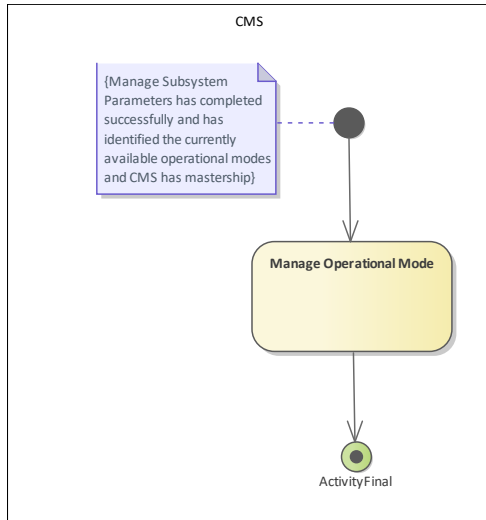 CMS
{Manage Subsystem
Parameters has completed
successfully and has
identified the currently
available operational modes
and CMS has mastership}
Manage Operational Mode
ActivityFinal